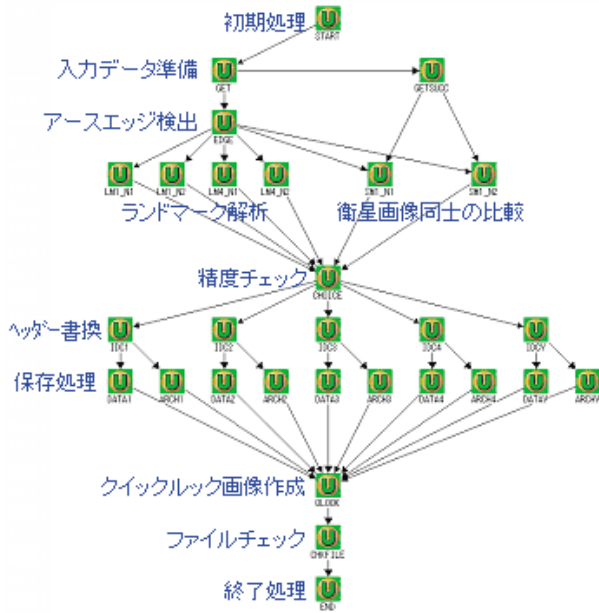 初期処理
START
入力データ準備
GET
GETSUCC
アースエッジ検出
EDGE
LM1_N1 LM1_N2 LM4_N1 LM4_N2 SM1_N1 SM1_N2
ランドマーク解析
衛星画像同士の比較
精度チェック
CHOICE
ヘッダー書換
IDC1 IDC2 IDC3 IDC4 IDCV
保存処理
DATA1 ARCH1 DATA2 ARCH2 DATA3 ARCH3 DATA4 ARCH4 DATAV ARCHV
クイックルック画像作成
QLOOK
ファイルチェック
CHKFILE
終了処理
END